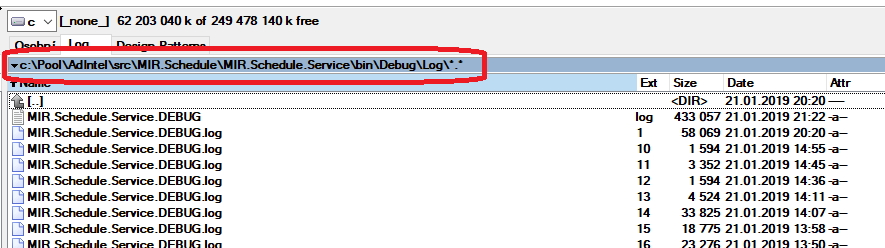 c [_none_] 62 203 040 k of 249 478 140 k free
Osobní Log Design Patterns
c:\Pool\AdIntel\src\MIR.Schedule\MIR.Schedule.Service\bin\Debug\Log\*.*
Name Ext Size Date Attr
[..] <DIR> 21.01.2019 20:20 ----
MIR.Schedule.Service.DEBUG log 433 057 21.01.2019 21:22 -a--
MIR.Schedule.Service.DEBUG.log 1 58 069 21.01.2019 20:20 -a--
MIR.Schedule.Service.DEBUG.log 10 1 594 21.01.2019 14:55 -a--
MIR.Schedule.Service.DEBUG.log 11 3 352 21.01.2019 14:45 -a--
MIR.Schedule.Service.DEBUG.log 12 1 594 21.01.2019 14:36 -a--
MIR.Schedule.Service.DEBUG.log 13 4 524 21.01.2019 14:11 -a--
MIR.Schedule.Service.DEBUG.log 14 33 825 21.01.2019 14:07 -a--
MIR.Schedule.Service.DEBUG.log 15 18 775 21.01.2019 13:58 -a--
MIR.Schedule.Service.DEBUG.log 16 23 276 21.01.2019 13:50 -a--